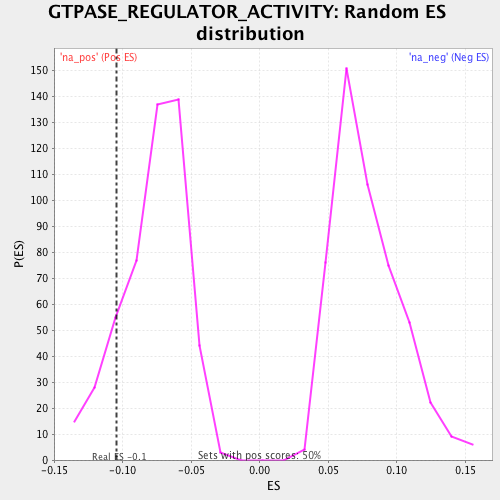 GTPASE_REGULATOR_ACTIVITY: Random ES
distribution
'na_pos' (Pos ES)
'na_neg' (Neg ES)
150
140
130
120
110
100
90
80
70
60
50
40
30
20
10
0
P(ES)
Real ES -0.1
Sets with pos scores: 50%
-0.15 -0.10 -0.05 0.00 0.05 0.10 0.15
ES